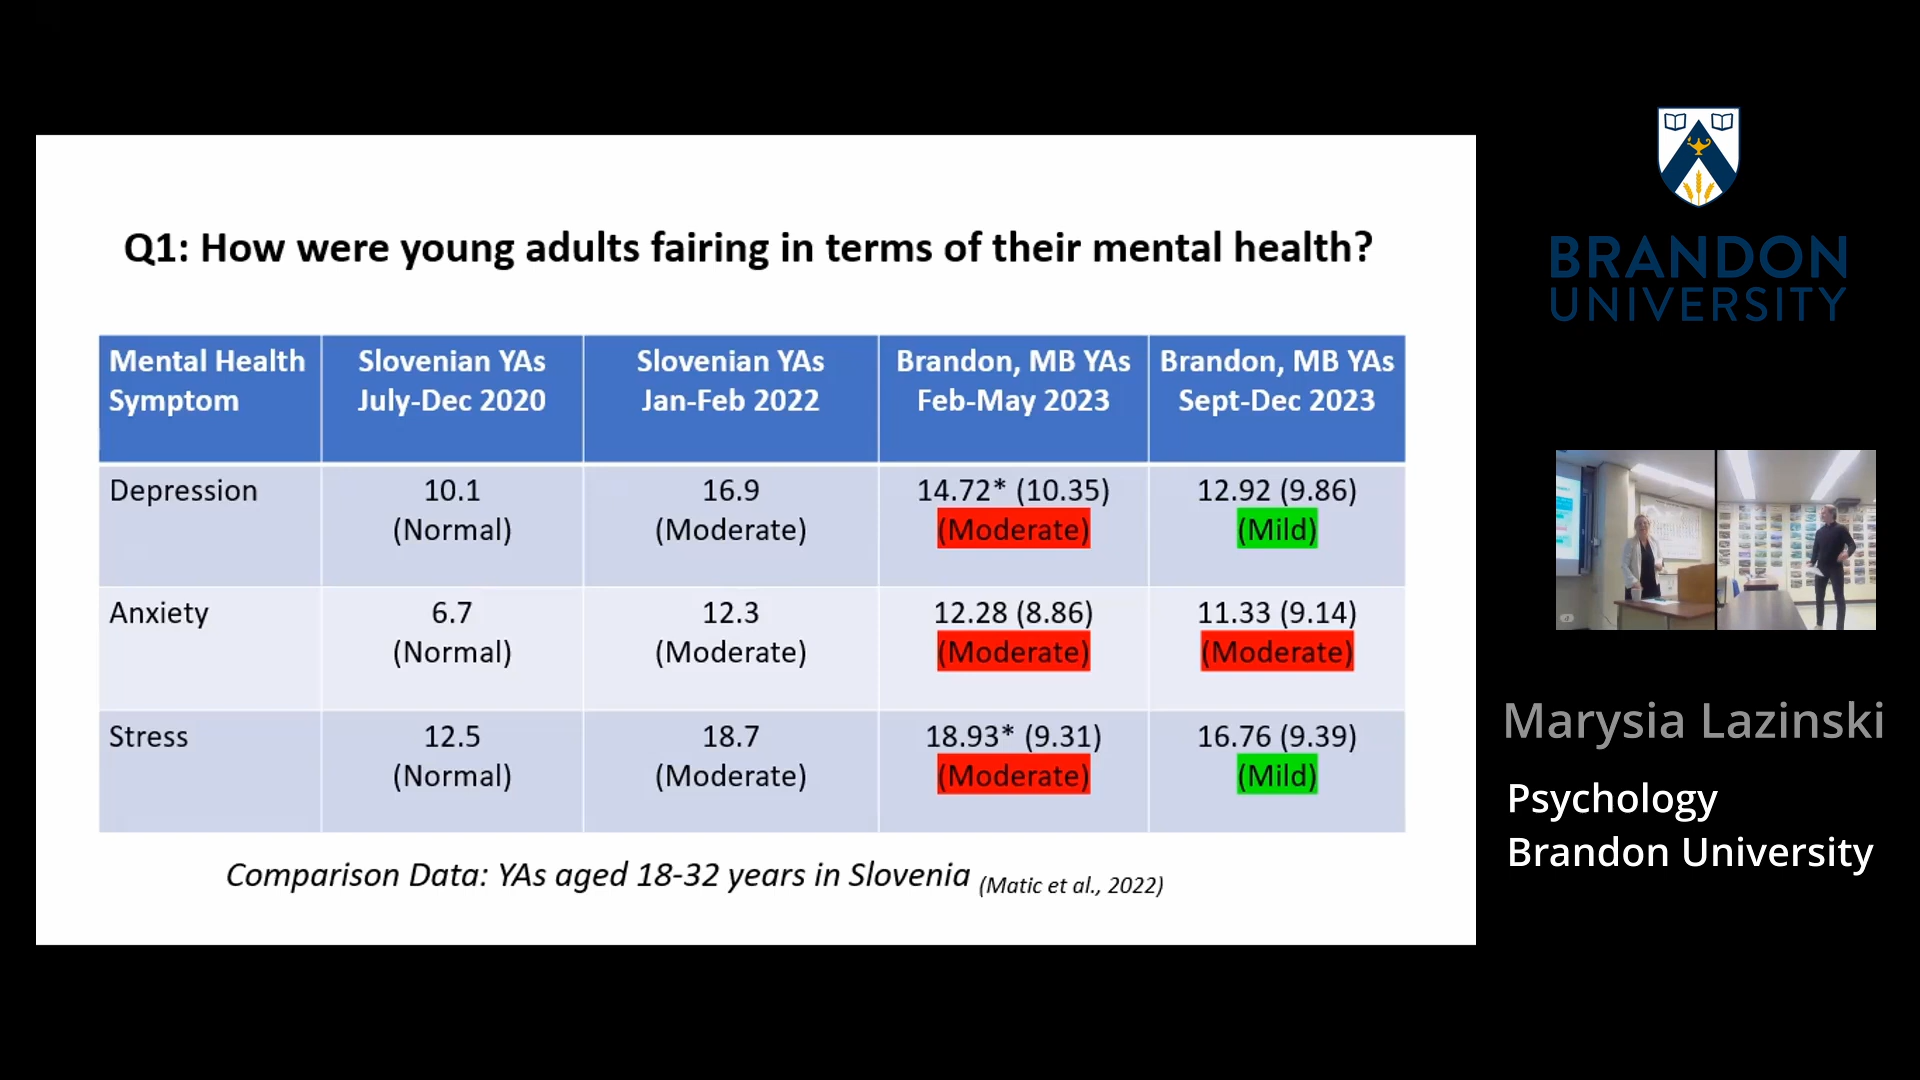 Q1: How were young adults fairing in terms of their mental health?
Mental Health Symptom
Slovenian YAs July-Dec 2020
Slovenian YAs Jan-Feb 2022
Brandon, MB YAs Feb-May 2023
Brandon, MB YAs Sept-Dec 2023
Depression
10.1 (Normal)
16.9 (Moderate)
14.72* (10.35) (Moderate)
12.92 (9.86) (Mild)
Anxiety
6.7 (Normal)
12.3 (Moderate)
12.28 (8.86) (Moderate)
11.33 (9.14) (Moderate)
Stress
12.5 (Normal)
18.7 (Moderate)
18.93* (9.31) (Moderate)
16.76 (9.39) (Mild)
Comparison Data: YAs aged 18-32 years in Slovenia (Matic et al., 2022)
BRANDON
UNIVERSITY
Marysia Lazinski
Psychology
Brandon University